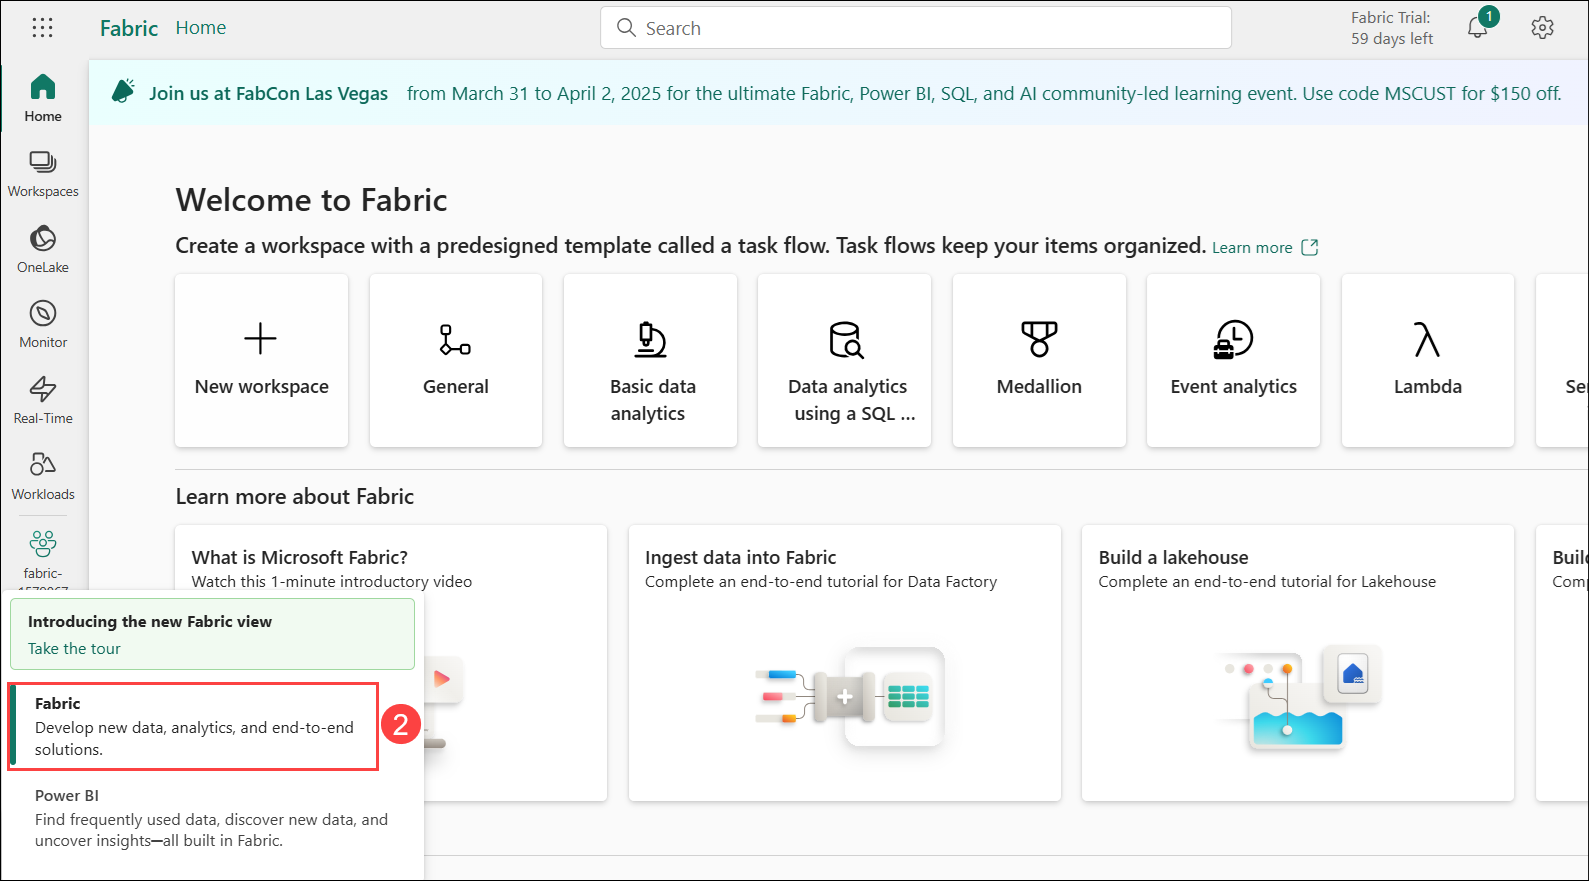 Fabric Home
Search
Fabric Trial:
59 days left
1
Join us at FabCon Las Vegas from March 31 to April 2, 2025 for the ultimate Fabric, Power BI, SQL, and AI community-led learning event. Use code MSCUST for $150 off.
Home
Workspaces
OneLake
Monitor
Real-Time
Workloads
fabric-
Welcome to Fabric
Create a workspace with a predesigned template called a task flow. Task flows keep your items organized. Learn more
New workspace
General
Basic data
analytics
Data analytics
using a SQL ...
Medallion
Event analytics
Lambda
Learn more about Fabric
What is Microsoft Fabric?
Watch this 1-minute introductory video
Ingest data into Fabric
Complete an end-to-end tutorial for Data Factory
Build a lakehouse
Complete an end-to-end tutorial for Lakehouse
Introducing the new Fabric view
Take the tour
Fabric
Develop new data, analytics, and end-to-end
solutions.
2
Power BI
Find frequently used data, discover new data, and
uncover insights—all built in Fabric.